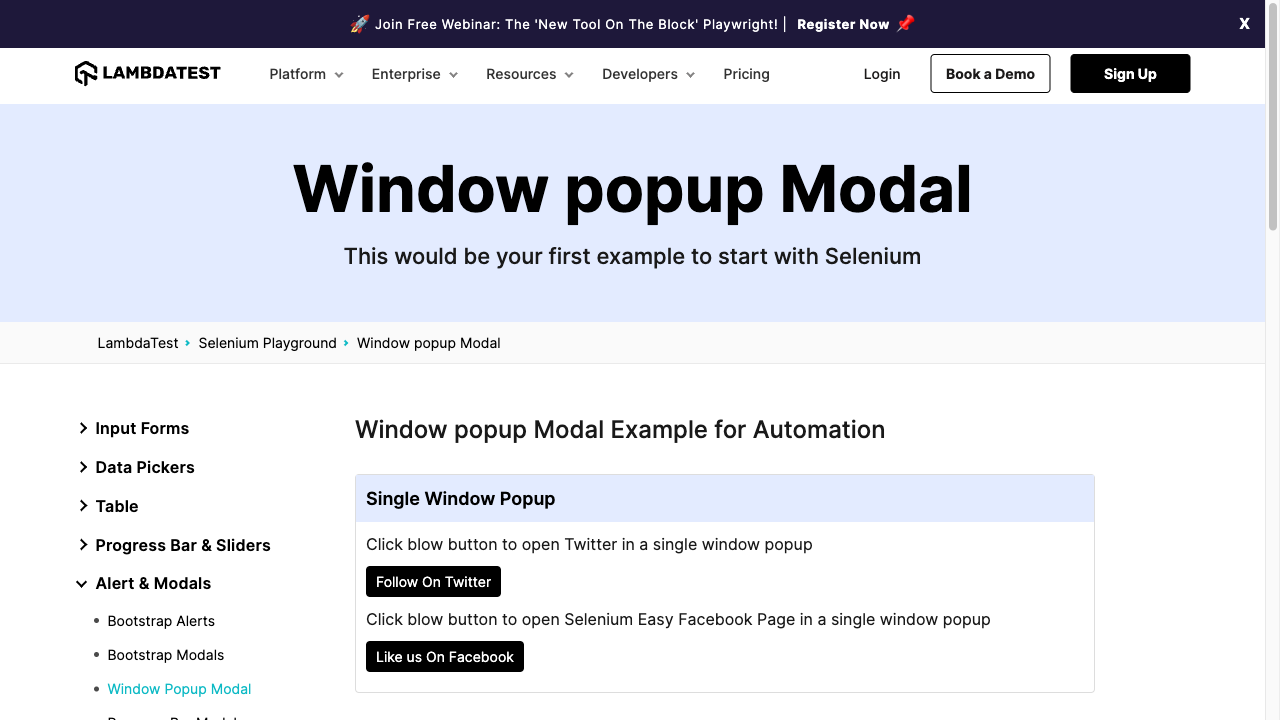 🚀 Join Free Webinar: The 'New Tool On The Block' Playwright! | Register Now 📌 X
LAMBDATEST Platform Enterprise Resources Developers Pricing Login Book a Demo Sign Up
Window popup Modal
This would be your first example to start with Selenium
LambdaTest Selenium Playground Window popup Modal
Input Forms
Data Pickers
Table
Progress Bar & Sliders
Alert & Modals
Bootstrap Alerts
Bootstrap Modals
Window Popup Modal
Window popup Modal Example for Automation
Single Window Popup
Click blow button to open Twitter in a single window popup
Follow On Twitter
Click blow button to open Selenium Easy Facebook Page in a single window popup
Like us On Facebook